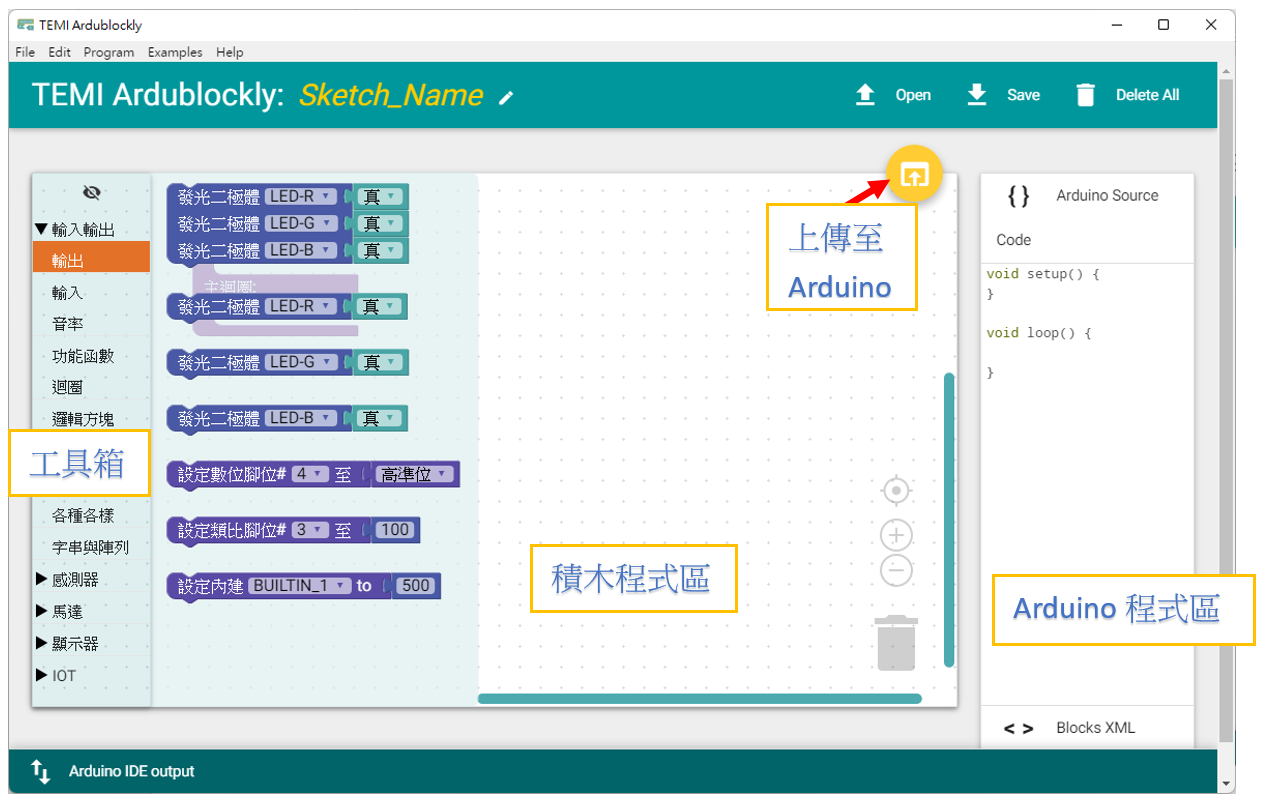 TEMI Ardublockly
File Edit Program Examples Help
TEMI Ardublockly: Sketch_Name
Open Save Delete All
輸入輸出
輸出
輸入
音率
功能函數
迴圈
邏輯方塊
工具箱
各種各樣
字串與陣列
感測器
馬達
顯示器
IOT
發光二極體 LED-R 真
發光二極體 LED-G 真
發光二極體 LED-B 真
主迴圈:
發光二極體 LED-R 真
發光二極體 LED-G 真
發光二極體 LED-B 真
設定數位腳位# 4 至 高準位
設定類比腳位# 3 至 100
設定內建 BUILTIN_1 to 500
上傳至
Arduino
積木程式區
{ } Arduino Source
Code
void setup() {
}
void loop() {
}
Arduino 程式區
< > Blocks XML
Arduino IDE output